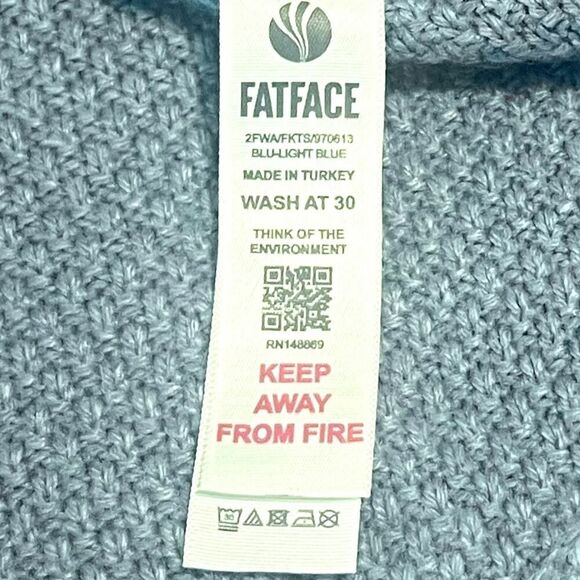 FATFACE
2FWA/FKTS/970613
BLU-LIGHT BLUE
MADE IN TURKEY
WASH AT 30
THINK OF THE
ENVIRONMENT
RN148869
KEEP
AWAY
FROM FIRE
30